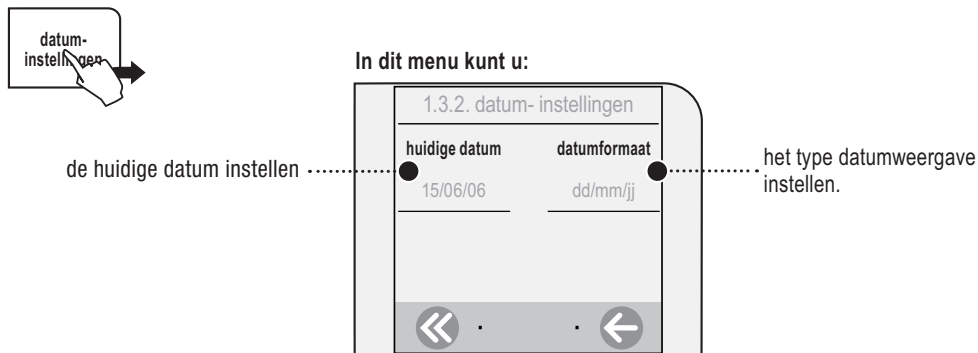 datum-
instellingen
In dit menu kunt u:
1.3.2. datum- instellingen
huidige datum datumformaat
de huidige datum instellen
15/06/06 dd/mm/jj
het type datumweergave
instellen.